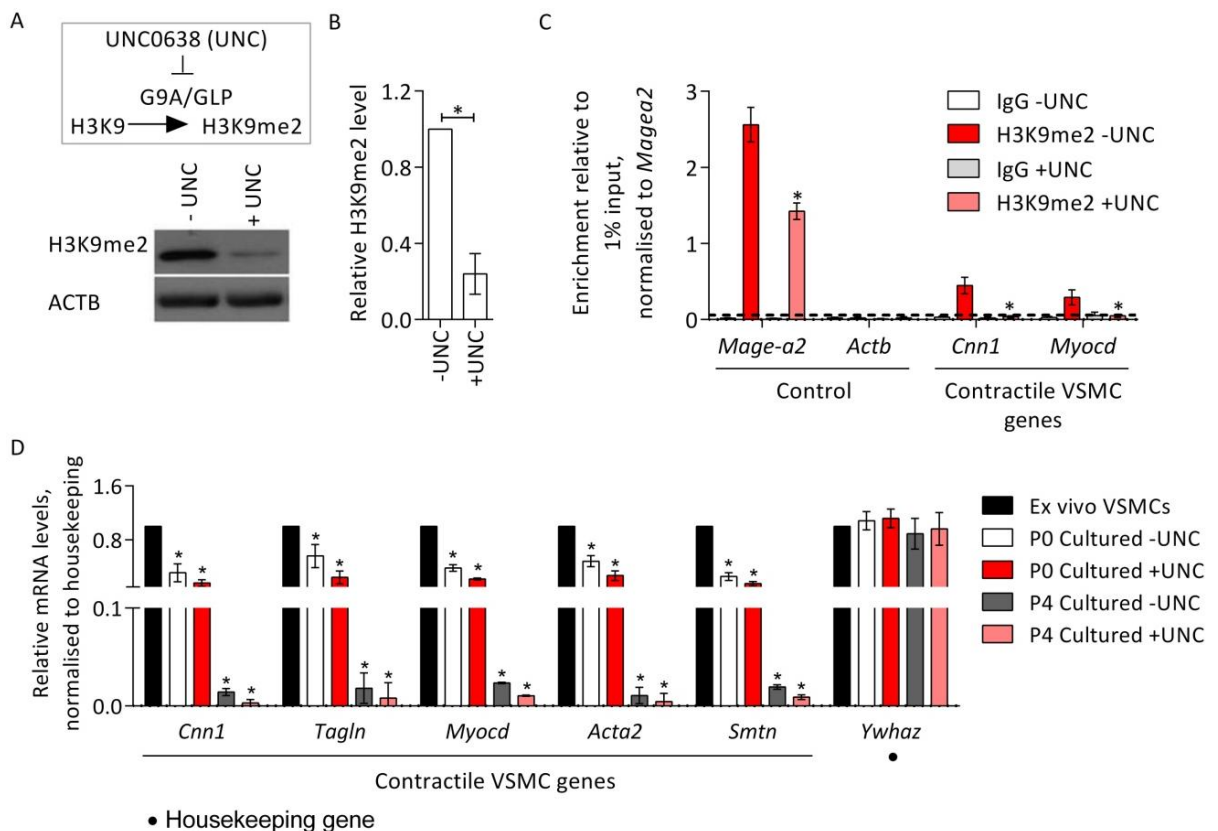 A
UNC0638 (UNC)
G9A/GLP
H3K9
H3K9me2
- UNC
+ UNC
H3K9me2
ACTB
B
Relative H3K9me2 level
1.2
0.8
0.4
0.0
*
-UNC
+UNC
C
Enrichment relative to
1% input,
normalised to Magea2
3
2
1
0
*
*
*
Mage-a2
Actb
Cnn1
Myocd
Control
Contractile VSMC
genes
IgG -UNC
H3K9me2 -UNC
IgG +UNC
H3K9me2 +UNC
D
Relative mRNA levels,
normalised to housekeeping
1.6
0.8
0.1
0.0
* * * *
* * * *
* * * *
* * * *
* * * *
Cnn1
Tagln
Myocd
Acta2
Smtn
Ywhaz
•
Contractile VSMC genes
• Housekeeping gene
Ex vivo VSMCs
P0 Cultured -UNC
P0 Cultured +UNC
P4 Cultured -UNC
P4 Cultured +UNC